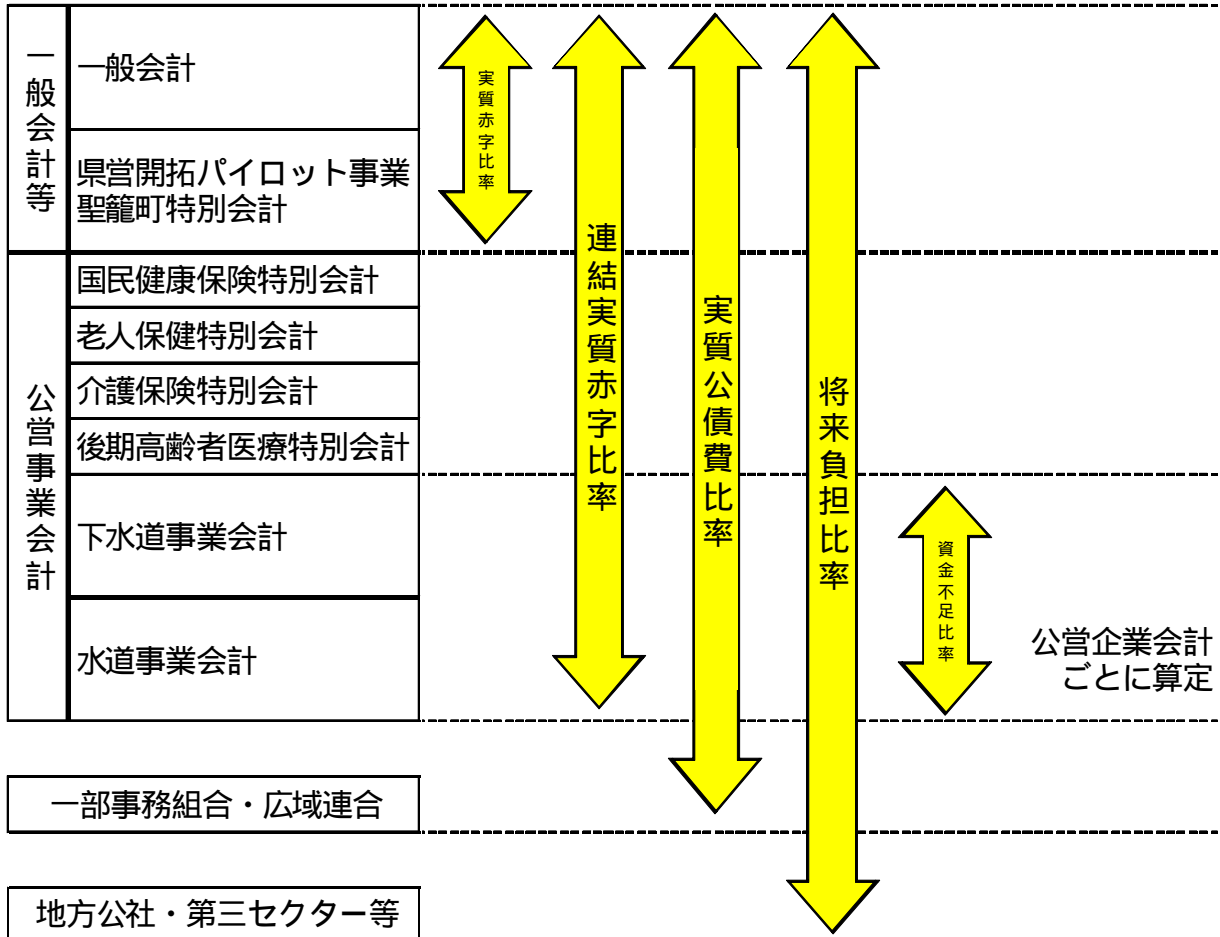 一般会計等
一般会計
県営開拓パイロット事業
聖籠町特別会計
公営事業会計
国民健康保険特別会計
老人保健特別会計
介護保険特別会計
後期高齢者医療特別会計
下水道事業会計
水道事業会計
一部事務組合・広域連合
地方公社・第三セクター等
実質赤字比率
連結実質赤字比率
実質公債費比率
将来負担比率
資金不足比率
公営企業会計
ごとに算定